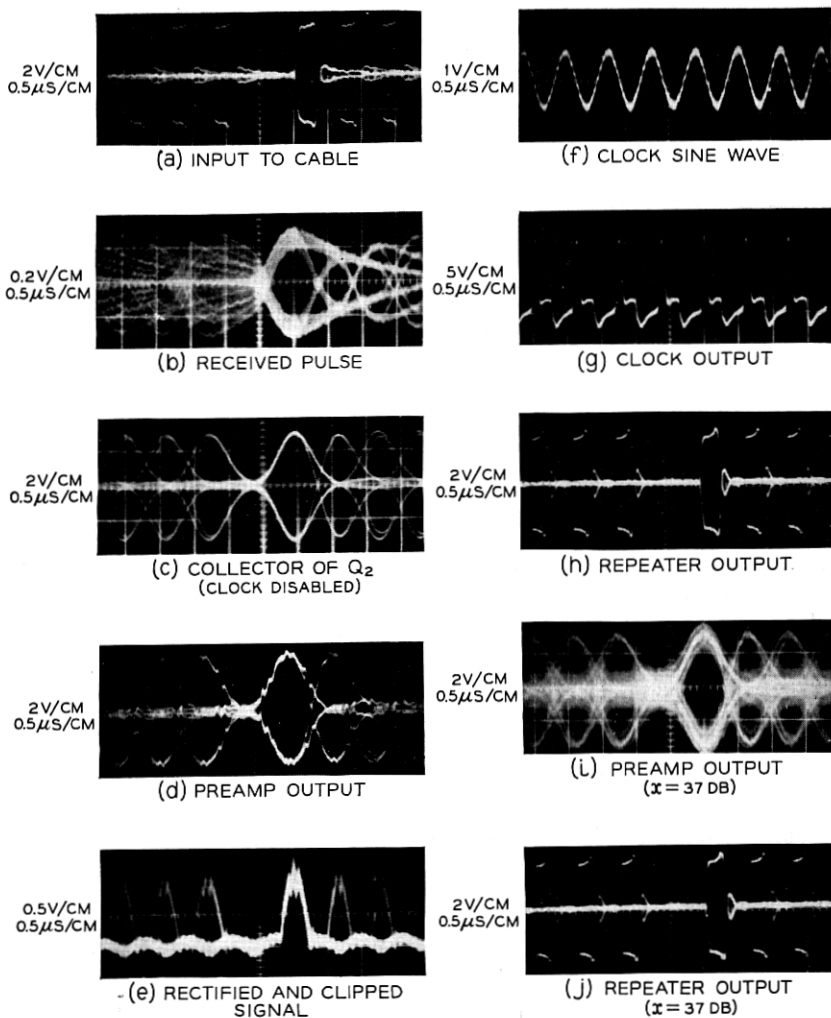 2V/CM
0.5μS/CM
(a) INPUT TO CABLE
0.2V/CM
0.5μS/CM
(b) RECEIVED PULSE
2V/CM
0.5μS/CM
(c) COLLECTOR OF Q2
(CLOCK DISABLED)
2V/CM
0.5μS/CM
(d) PREAMP OUTPUT
0.5V/CM
0.5μS/CM
(e) RECTIFIED AND CLIPPED
SIGNAL
1V/CM
0.5μS/CM
(f) CLOCK SINE WAVE
5V/CM
0.5μS/CM
(g) CLOCK OUTPUT
2V/CM
0.5μS/CM
(h) REPEATER OUTPUT
2V/CM
0.5μS/CM
(i) PREAMP OUTPUT
(x = 37 DB)
2V/CM
0.5μS/CM
(j) REPEATER OUTPUT
(x = 37 DB)